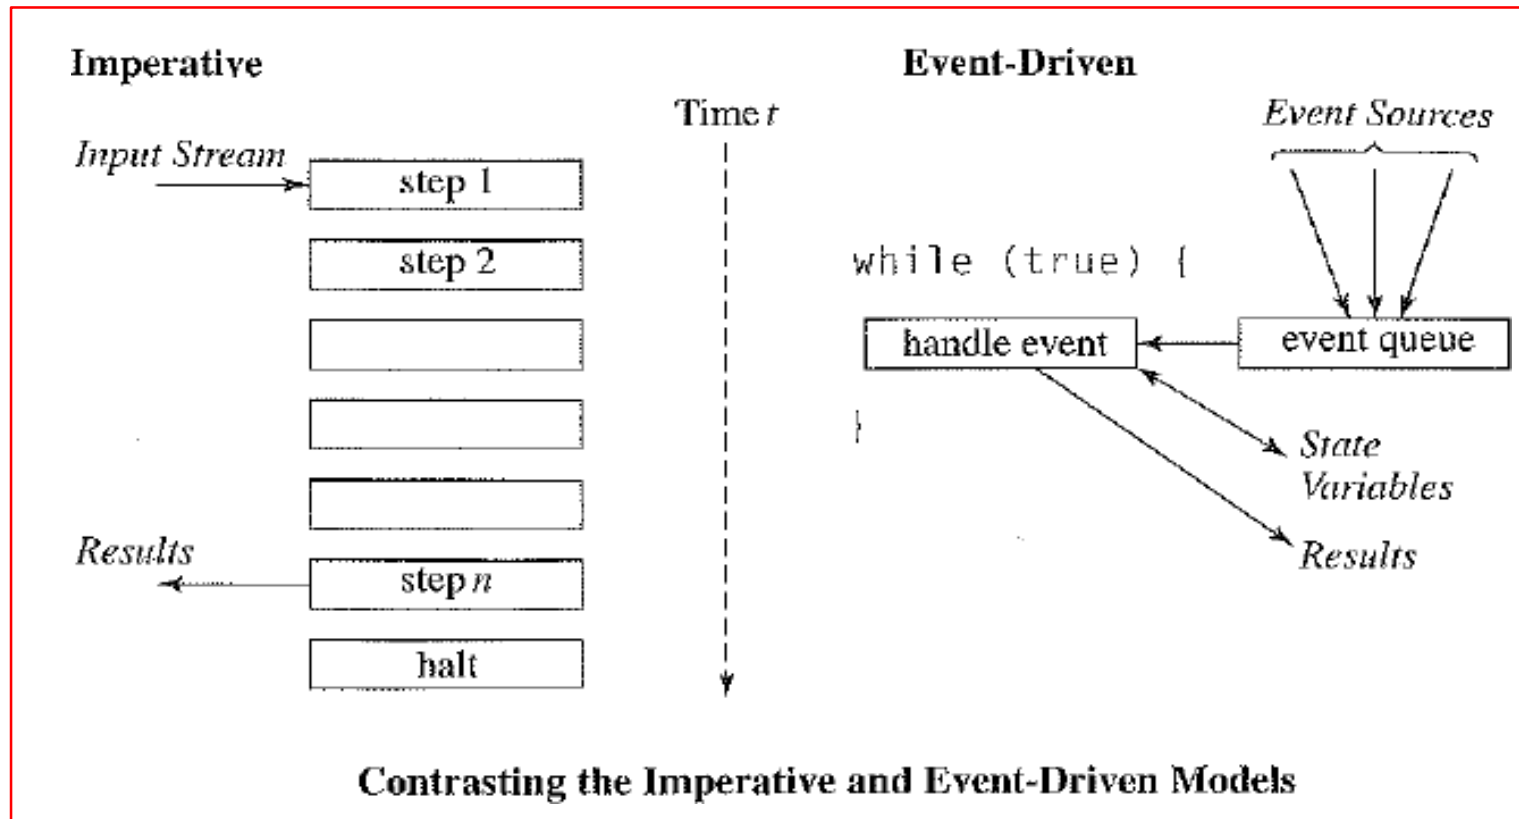 Imperative
Input Stream
step 1
step 2
Results
step n
halt
Time t
Event-Driven
Event Sources
while (true) {
handle event
event queue
}
State
Variables
Results
Contrasting the Imperative and Event-Driven Models